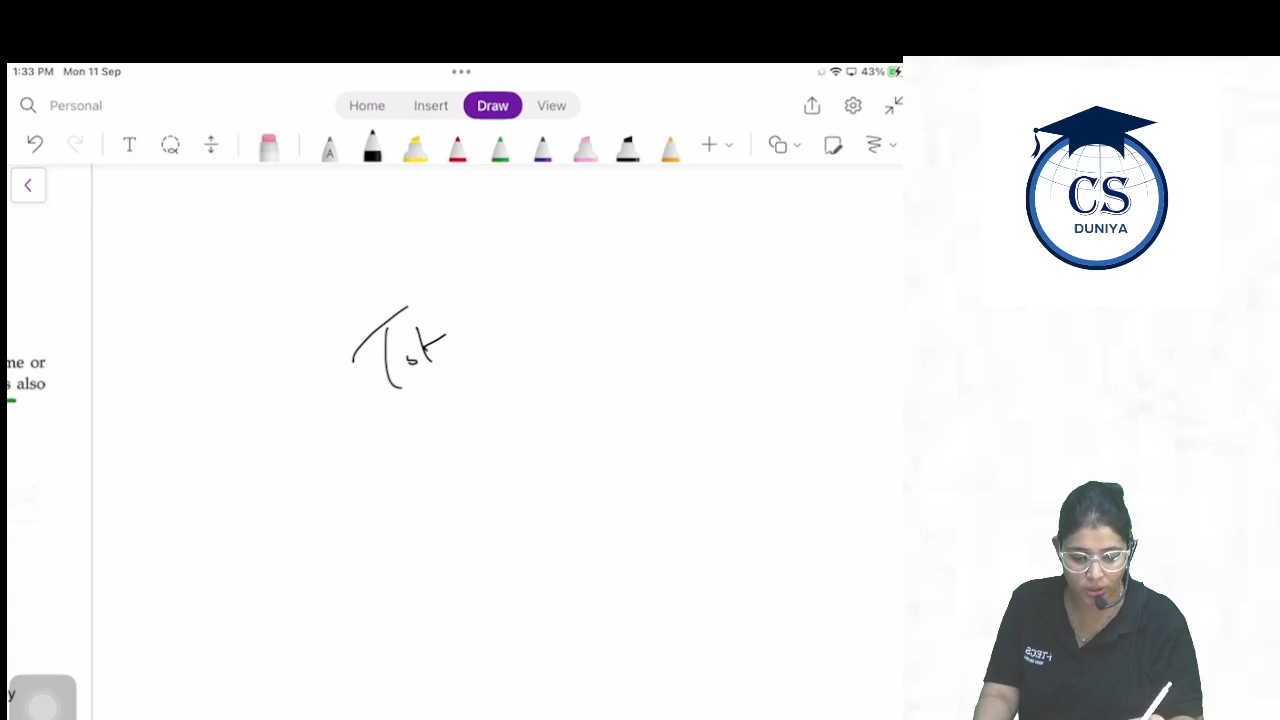 1:33 PM Mon 11 Sep
43%
Personal
Home Insert Draw View
T
A
CS
DUNIYA
me or
s also
Tok
y